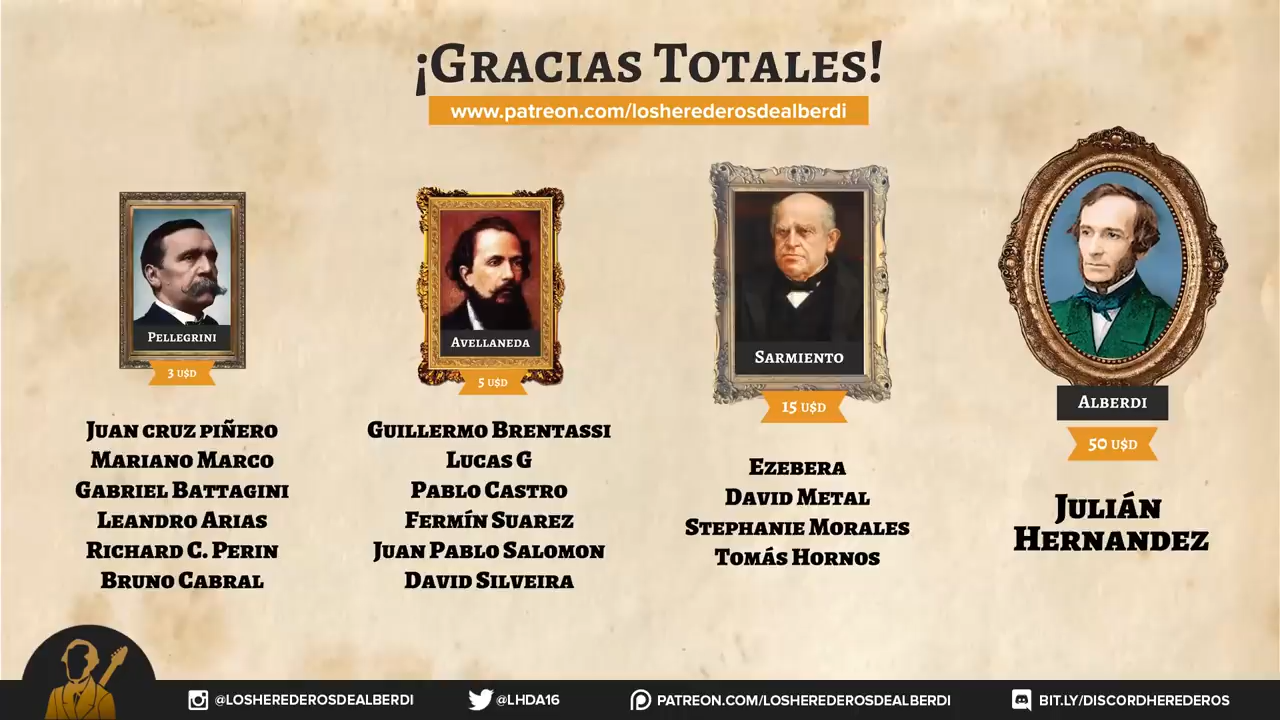 ¡Gracias Totales!
www.patreon.com/losherederosdealberdi
Pellegrini
3 U$D
Juan cruz piñero
Mariano Marco
Gabriel Battagini
Leandro Arias
Richard C. Perin
Bruno Cabral
Avellaneda
5 U$D
Guillermo Brentassi
Lucas G
Pablo Castro
Fermín Suarez
Juan Pablo Salomon
David Silveira
Sarmiento
15 U$D
Ezebera
David Metal
Stephanie Morales
Tomás Hornos
Alberdi
50 U$D
Julián
Hernandez
@LOSHEREDEROSDEALBERDI
@LHDA16
PATREON.COM/LOSHEREDEROSDEALBERDI
BIT.LY/DISCORDHEREDEROS